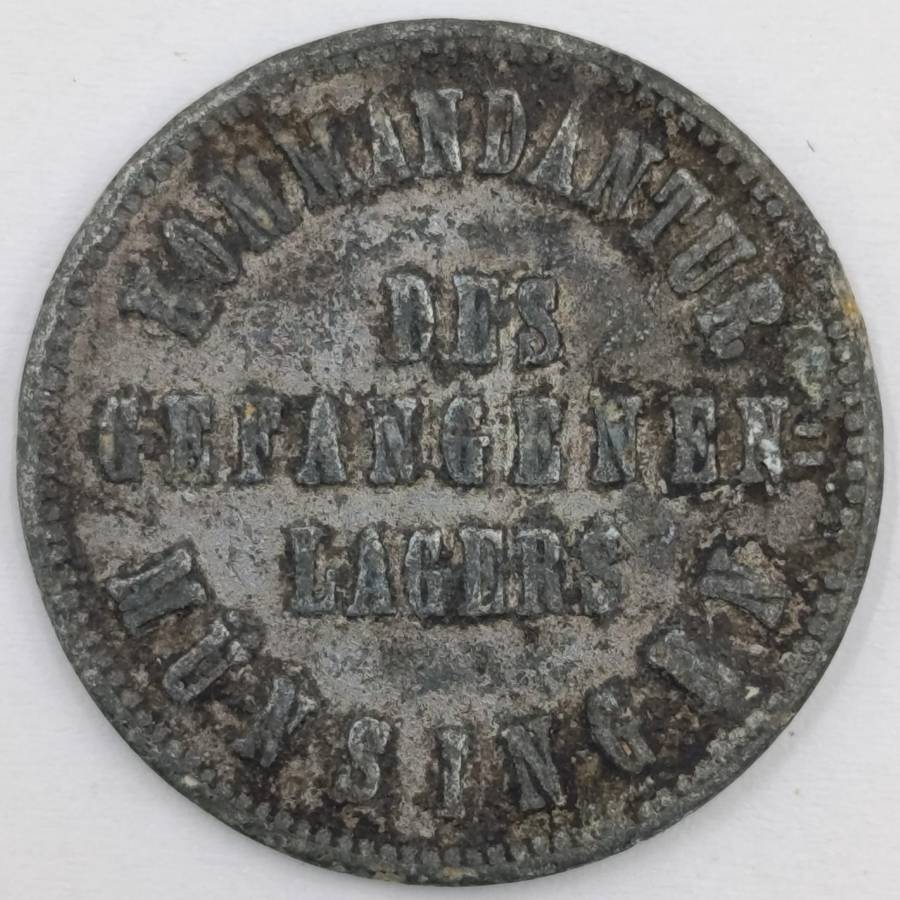 KOMMANDANTUR
DES
GEFANGENEN=
LAGERS
MÜNSINGEN